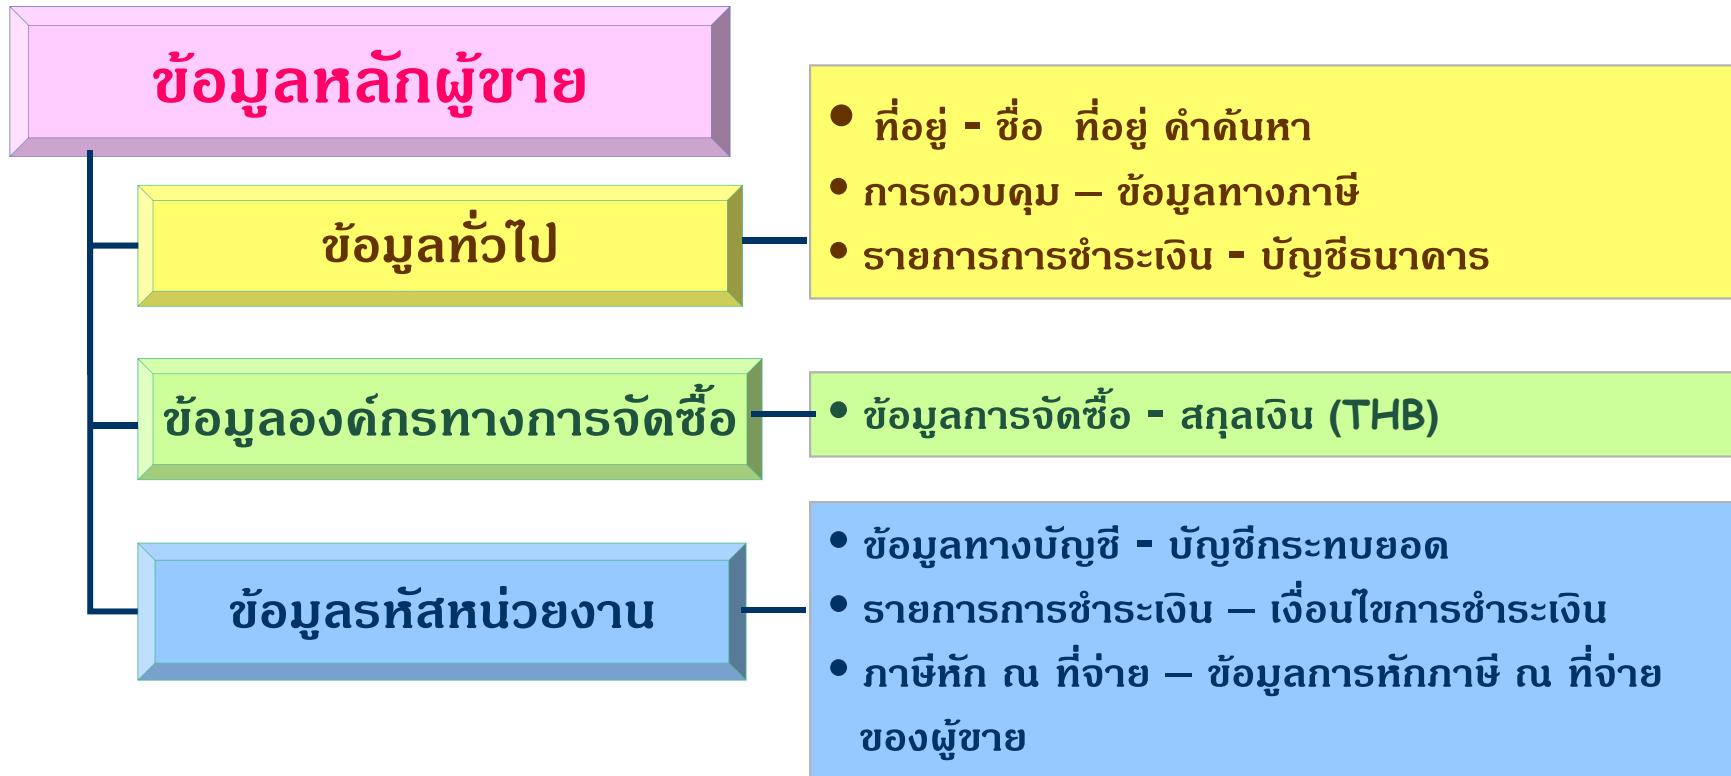 ข้อมูลหลักผู้ขาย
ข้อมูลทั่วไป
• ที่อยู่ - ชื่อ ที่อยู่ คำค้นหา
• การควบคุม – ข้อมูลทางภาษี
• รายการการชำระเงิน - บัญชีธนาคาร
ข้อมูลองค์กรทางการจัดซื้อ
• ข้อมูลการจัดซื้อ - สกุลเงิน (THB)
ข้อมูลรหัสหน่วยงาน
• ข้อมูลทางบัญชี - บัญชีกระทบยอด
• รายการการชำระเงิน – เงื่อนไขการชำระเงิน
• ภาษีหัก ณ ที่จ่าย – ข้อมูลการหักภาษี ณ ที่จ่าย
ของผู้ขาย